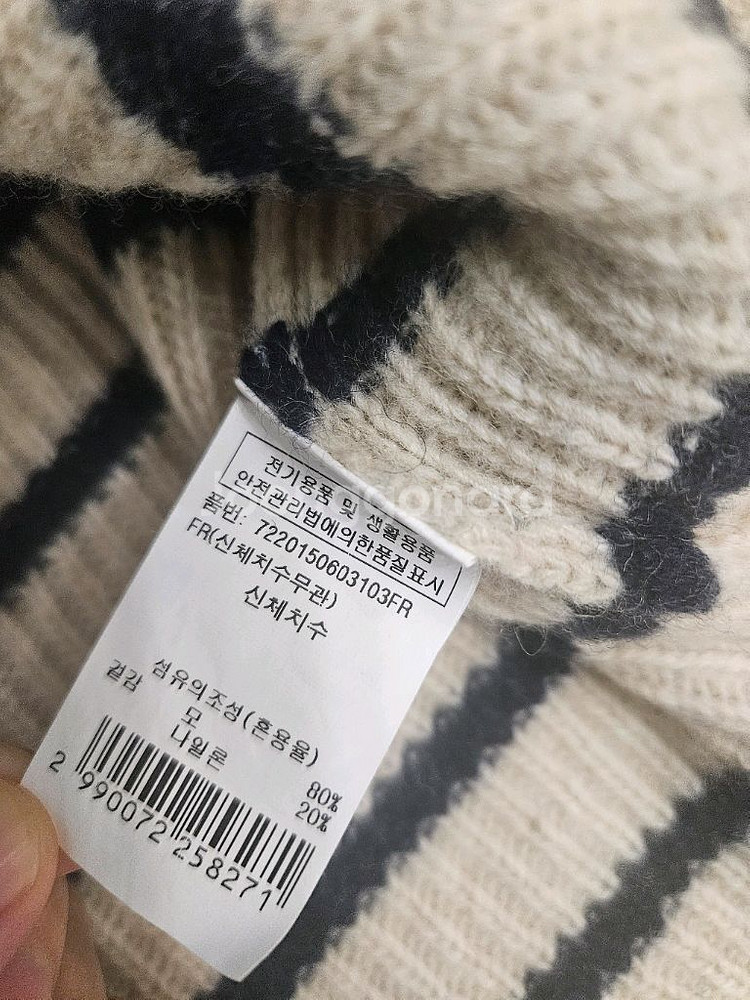 전기용품 및 생활용품
안전관리법에의한품질표시
품번: 7220150603103FR
FR(신체치수무관)
신체치수
섬유의조성(혼용율)
겉감 모 80%
나일론 20%
2 990072 258271